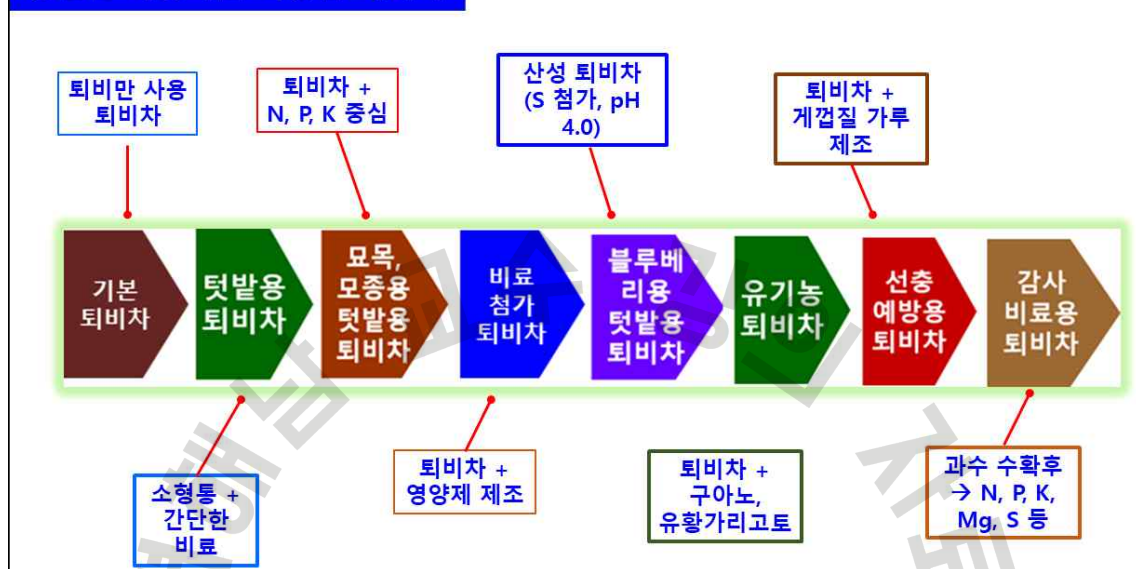 퇴비만 사용
퇴비차
퇴비차 +
N, P, K 중심
산성 퇴비차
(S 첨가, pH
4.0)
퇴비차 +
게껍질 가루
제조
기본
퇴비차
텃밭용
퇴비차
묘목,
모종용
텃밭용
퇴비차
비료
첨가
퇴비차
블루베
리용
텃밭용
퇴비차
유기농
퇴비차
선충
예방용
퇴비차
감사
비료용
퇴비차
소형통 +
간단한
비료
퇴비차 +
영양제 제조
퇴비차 +
구아노,
유황가리고토
과수 수확후
→ N, P, K,
Mg, S 등